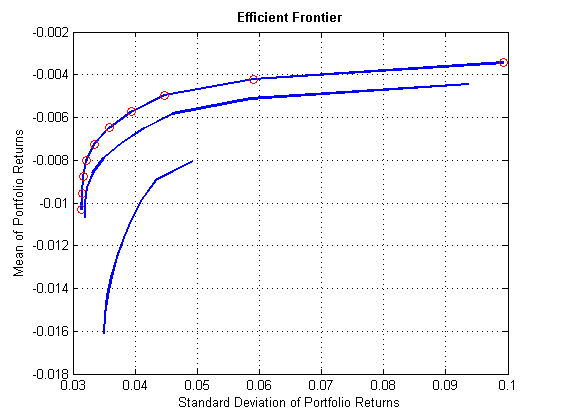 Efficient Frontier
-0.002
-0.004
-0.006
-0.008
-0.01
-0.012
-0.014
-0.016
-0.018
Mean of Portfolio Returns
0.03 0.04 0.05 0.06 0.07 0.08 0.09 0.1
Standard Deviation of Portfolio Returns